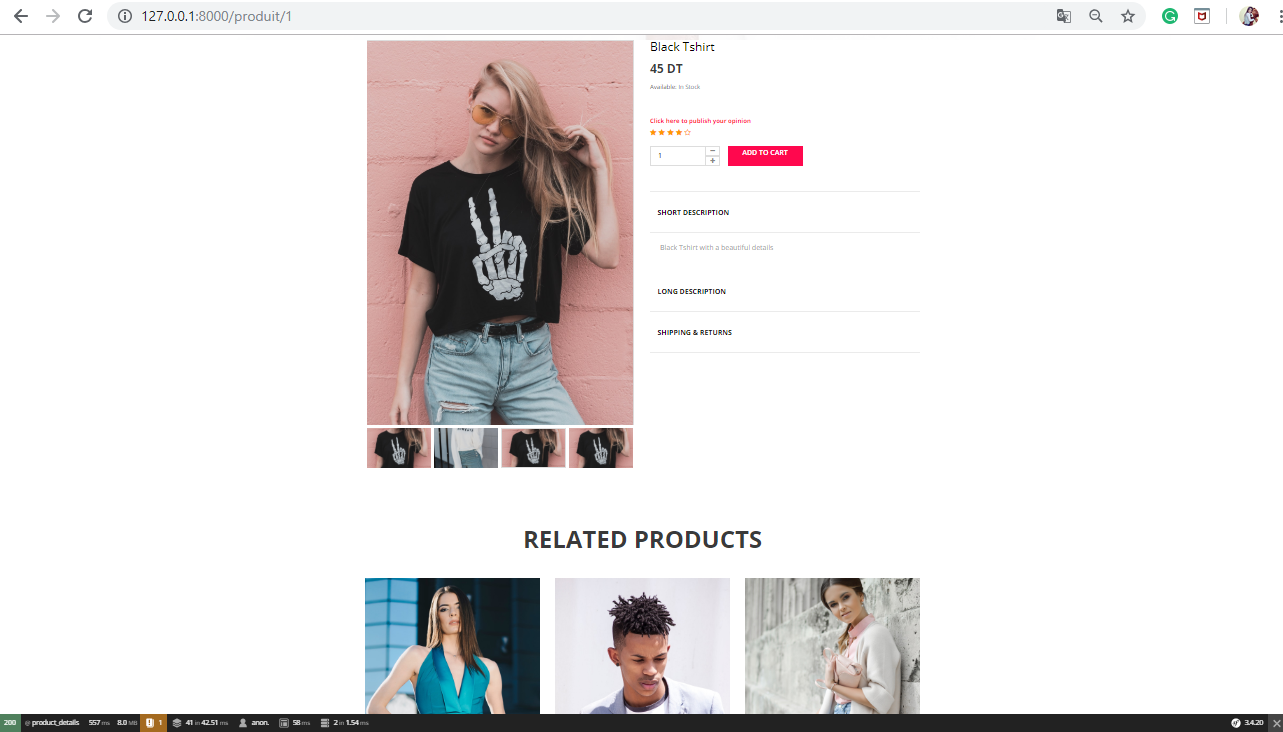 127.0.0.1:8000/produit/1
Black Tshirt
45 DT
Available: In Stock
Click here to publish your opinion
1
ADD TO CART
SHORT DESCRIPTION
Black Tshirt with a beautiful details
LONG DESCRIPTION
SHIPPING & RETURNS
RELATED PRODUCTS
200 @ product_details 557 ms 8.0 MB 1 41 in 42.51 ms anon. 58 ms 2 in 1.54 ms 3.4.20